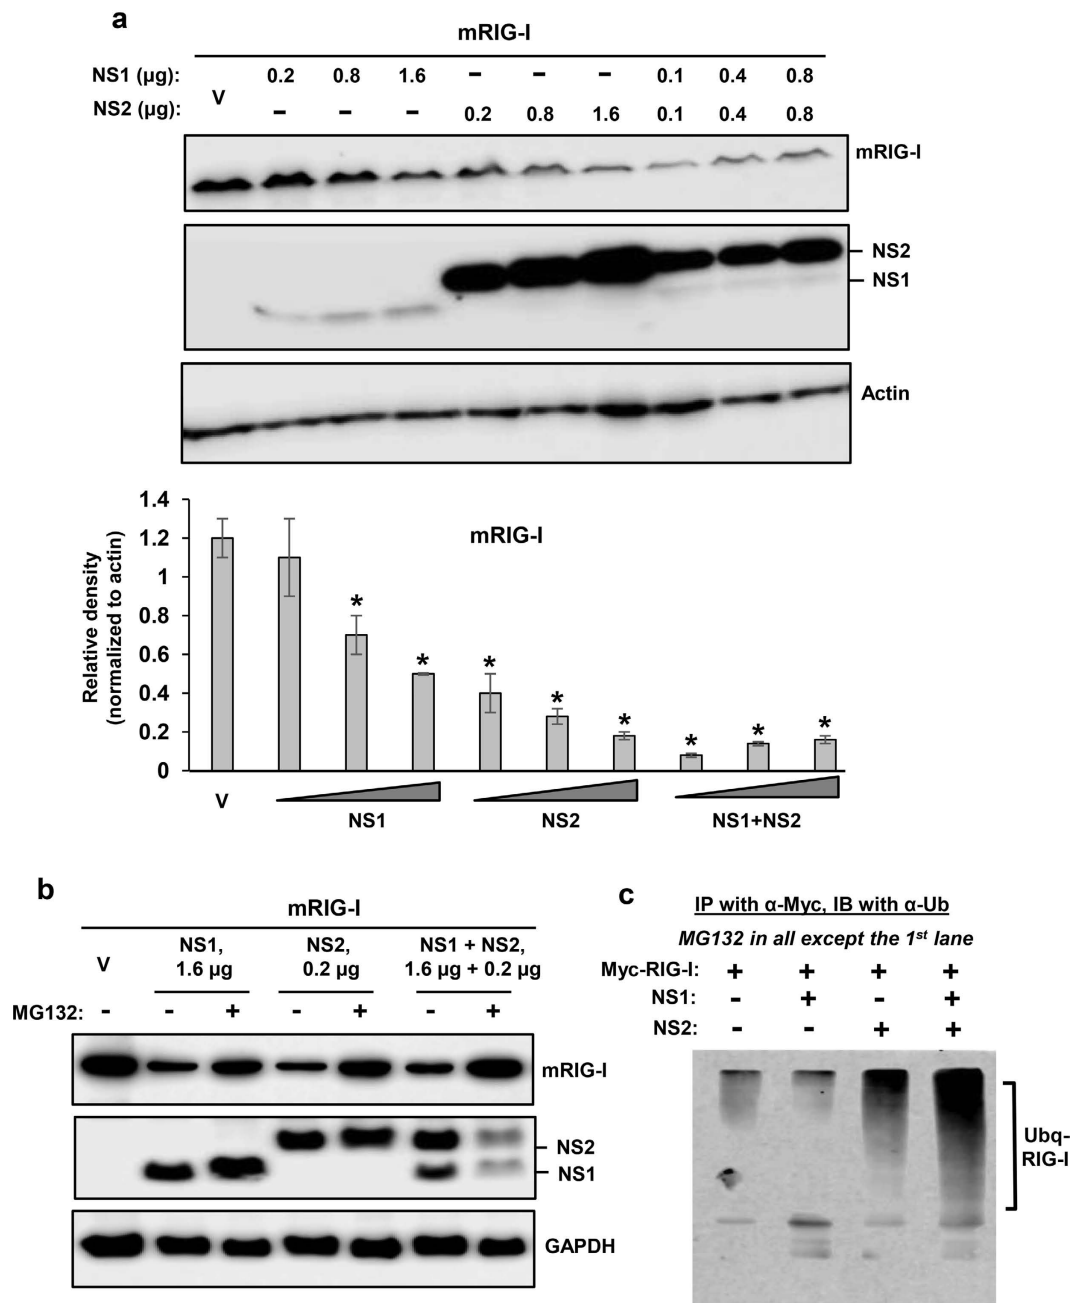 a
mRIG-I
NS1 (µg): 0.2 0.8 1.6 – – – 0.1 0.4 0.8
V
NS2 (µg): – – – 0.2 0.8 1.6 0.1 0.4 0.8
mRIG-I
NS2
NS1
Actin
Relative density
(normalized to actin)
1.4
1.2
1
0.8
0.6
0.4
0.2
0
mRIG-I
* * * * * * * *
V
NS1 NS2 NS1+NS2
b
mRIG-I
V
NS1,
1.6 µg
NS2,
0.2 µg
NS1 + NS2,
1.6 µg + 0.2 µg
MG132: - - + - + - +
mRIG-I
NS2
NS1
GAPDH
c
IP with α-Myc, IB with α-Ub
MG132 in all except the 1st lane
Myc-RIG-I: + + + +
NS1: - + - +
NS2: - - + +
Ubq-
RIG-I